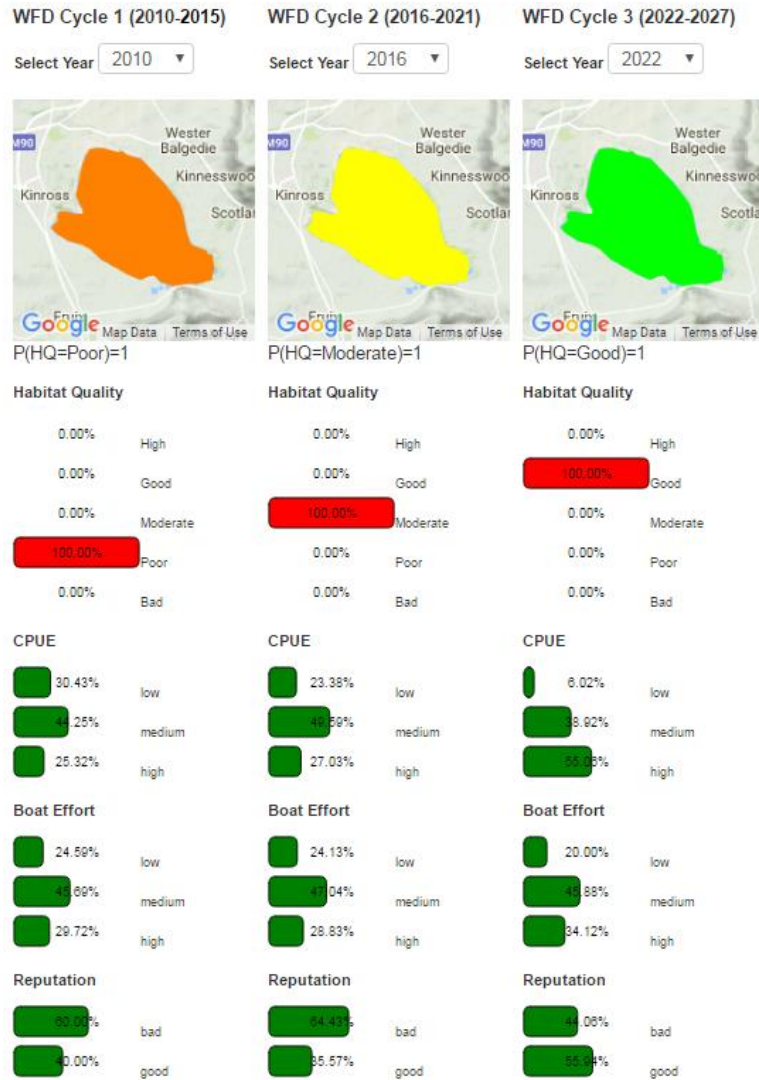 WFD Cycle 1 (2010-2015) WFD Cycle 2 (2016-2021) WFD Cycle 3 (2022-2027)
Select Year 2010 ▼ Select Year 2016 ▼ Select Year 2022 ▼
M90 Wester M90 Wester M90 Wester
Balgedie Balgedie Balgedie
Kinnesswoo Kinnesswoo Kinnesswoo
Kinross Kinross Kinross
Scotla Scotla Scotla
Google Map Data Terms of Use Google Map Data Terms of Use Google Map Data Terms of Use
P(HQ=Poor)=1 P(HQ=Moderate)=1 P(HQ=Good)=1
Habitat Quality Habitat Quality Habitat Quality
0.00% High 0.00% High 0.00% High
0.00% Good 0.00% Good 100.00% Good
0.00% Moderate 100.00% Moderate 0.00% Moderate
100.00% Poor 0.00% Poor 0.00% Poor
0.00% Bad 0.00% Bad 0.00% Bad
CPUE CPUE CPUE
30.43% low 23.38% low 6.02% low
44.25% medium 49.59% medium 38.92% medium
25.32% high 27.03% high 55.06% high
Boat Effort Boat Effort Boat Effort
24.59% low 24.13% low 20.00% low
45.69% medium 47.04% medium 45.88% medium
29.72% high 28.83% high 34.12% high
Reputation Reputation Reputation
60.00% bad 64.43% bad 44.06% bad
40.00% good 35.57% good 55.94% good